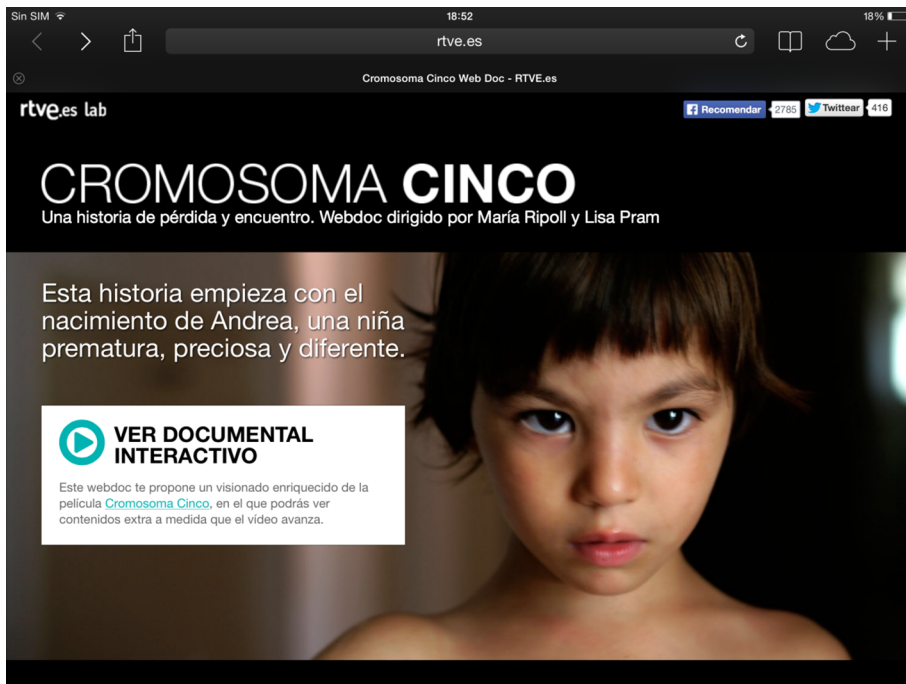 Sin SIM 18:52 18%
rtve.es
Cromosoma Cinco Web Doc - RTVE.es
rtve.es lab
Recomendar 2785 Twittear 416
CROMOSOMA CINCO
Una historia de pérdida y encuentro. Webdoc dirigido por María Ripoll y Lisa Pram
Esta historia empieza con el
nacimiento de Andrea, una niña
prematura, preciosa y diferente.
VER DOCUMENTAL
INTERACTIVO
Este webdoc te propone un visionado enriquecido de la
película Cromosoma Cinco, en el que podrás ver
contenidos extra a medida que el vídeo avanza.